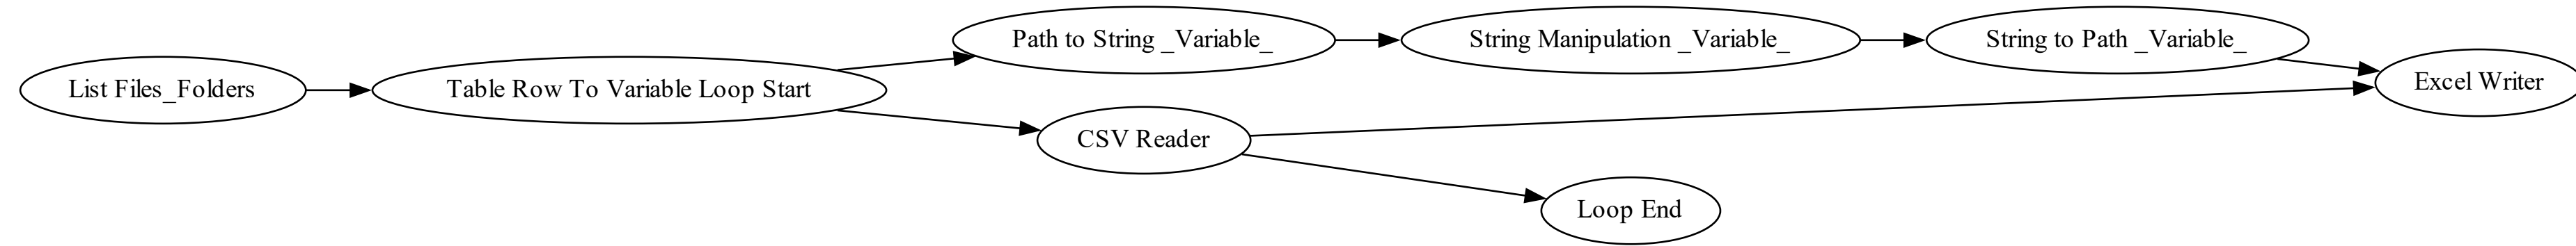 List Files_Folders
Table Row To Variable Loop Start
Path to String _Variable_
String Manipulation _Variable_
String to Path _Variable_
Excel Writer
CSV Reader
Loop End